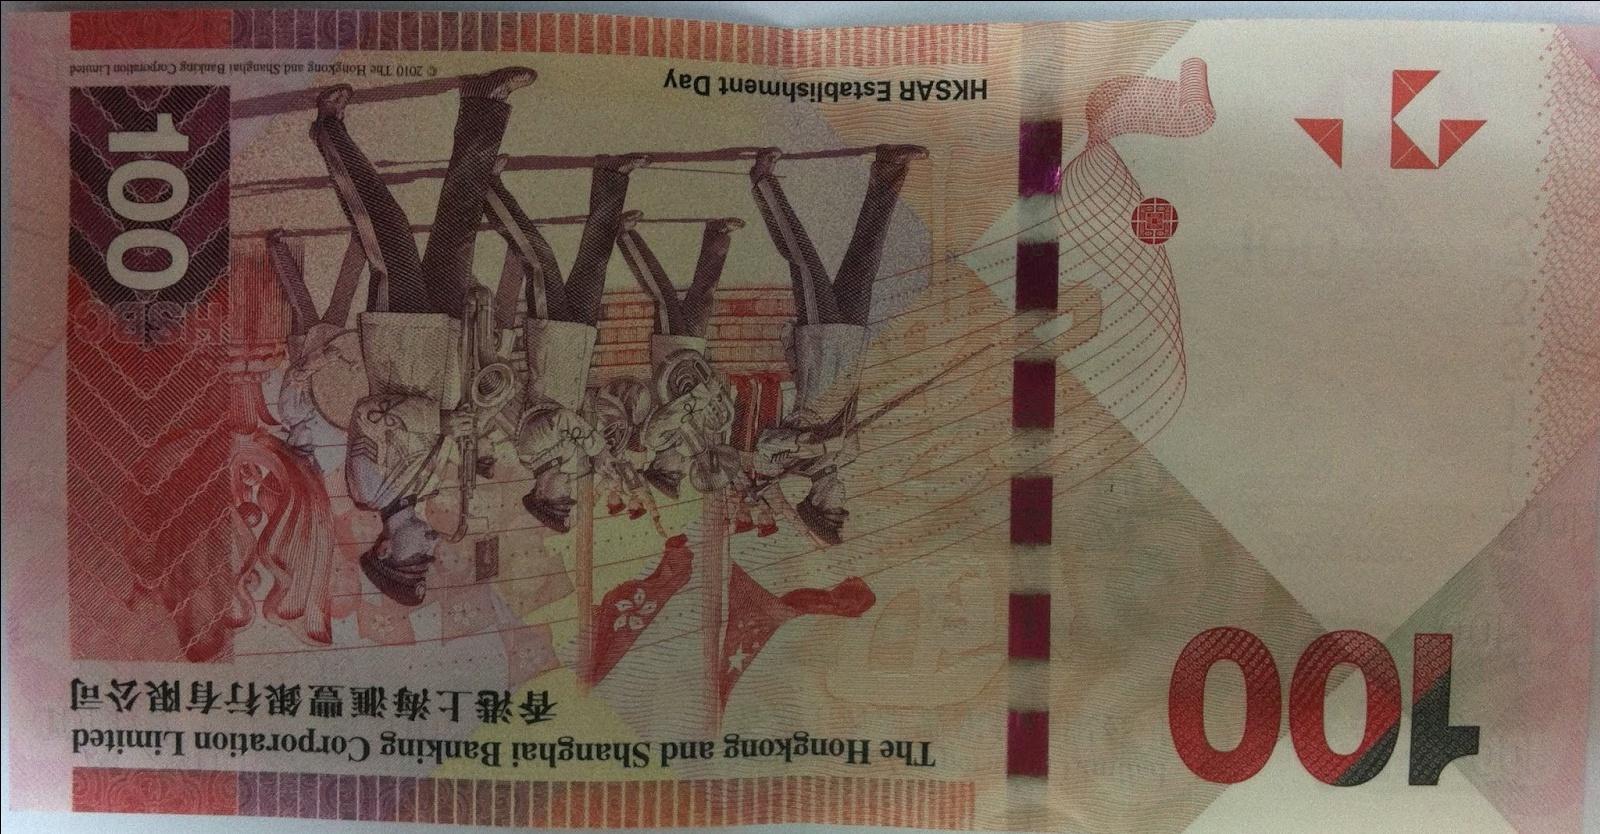 The Hongkong and Shanghai Banking Corporation Limited
香港上海滙豐銀行有限公司
100
HSBC
100
HKSAR Establishment Day
© 2010 The Hongkong and Shanghai Banking Corporation Limited